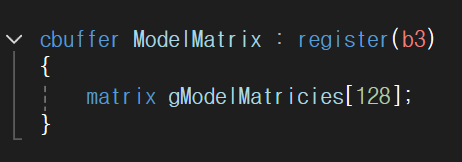 cbuffer ModelMatrix : register(b3)
{
    matrix gModelMatricies[128];
}